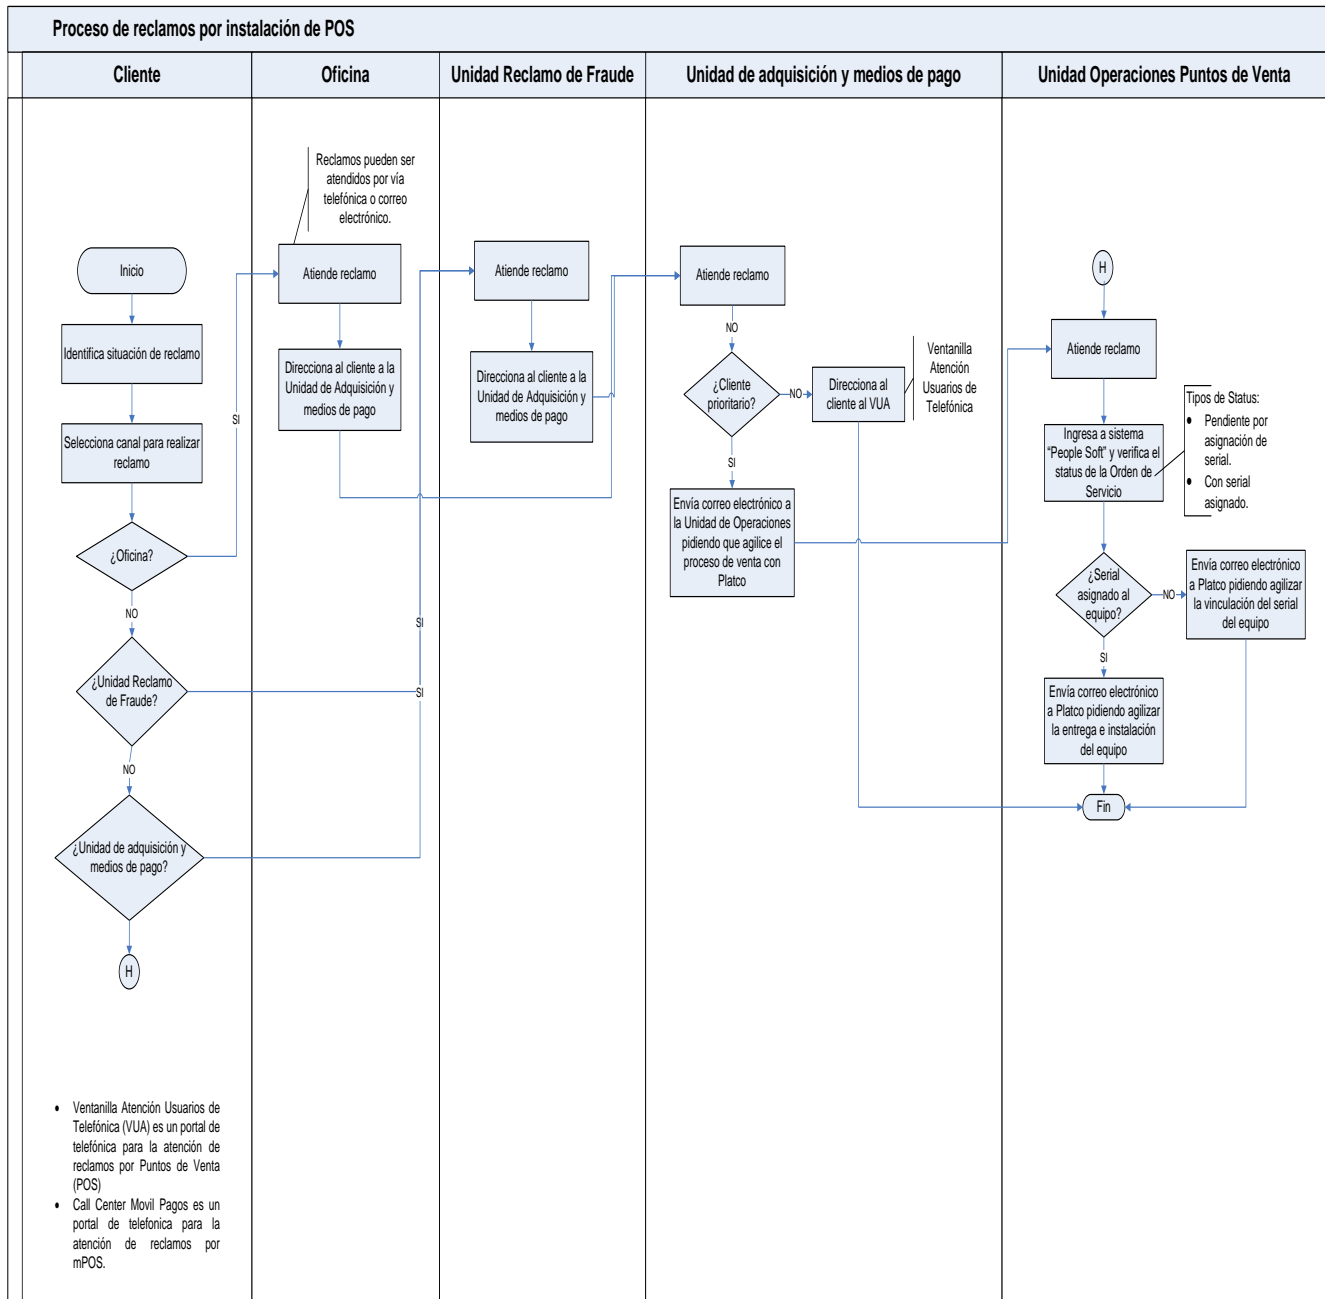 Proceso de reclamos por instalación de POS
Cliente
Oficina
Unidad Reclamo de Fraude
Unidad de adquisición y medios de pago
Unidad Operaciones Puntos de Venta
Inicio
Identifica situación de reclamo
Selecciona canal para realizar
reclamo
¿Oficina?
SI
NO
¿Unidad Reclamo
de Fraude?
SI
NO
¿Unidad de adquisición y
medios de pago?
SI
H
Ventanilla Atención Usuarios de
Telefónica (VUA) es un portal de
telefónica para la atención de
reclamos por Puntos de Venta
(POS)
Call Center Movil Pagos es un
portal de telefonica para la
atención de reclamos por
mPOS.
Reclamos pueden ser
atendidos por vía
telefónica o correo
electrónico.
Atiende reclamo
Direcciona al cliente a la
Unidad de Adquisición y
medios de pago
Atiende reclamo
Direcciona al cliente a la
Unidad de Adquisición y
medios de pago
Atiende reclamo
NO
¿Cliente
prioritario?
NO
Direcciona al
cliente al VUA
Ventanilla
Atención
Usuarios de
Telefónica
SI
Envía correo electrónico a
la Unidad de Operaciones
pidiendo que agilice el
proceso de venta con
Platco
H
Atiende reclamo
Ingresa a sistema
“People Soft” y verifica el
status de la Orden de
Servicio
Tipos de Status:
Pendiente por
asignación de
serial.
Con serial
asignado.
¿Serial
asignado al
equipo?
NO
Envía correo electrónico
a Platco pidiendo agilizar
la vinculación del serial
del equipo
SI
Envía correo electrónico
a Platco pidiendo agilizar
la entrega e instalación
del equipo
Fin